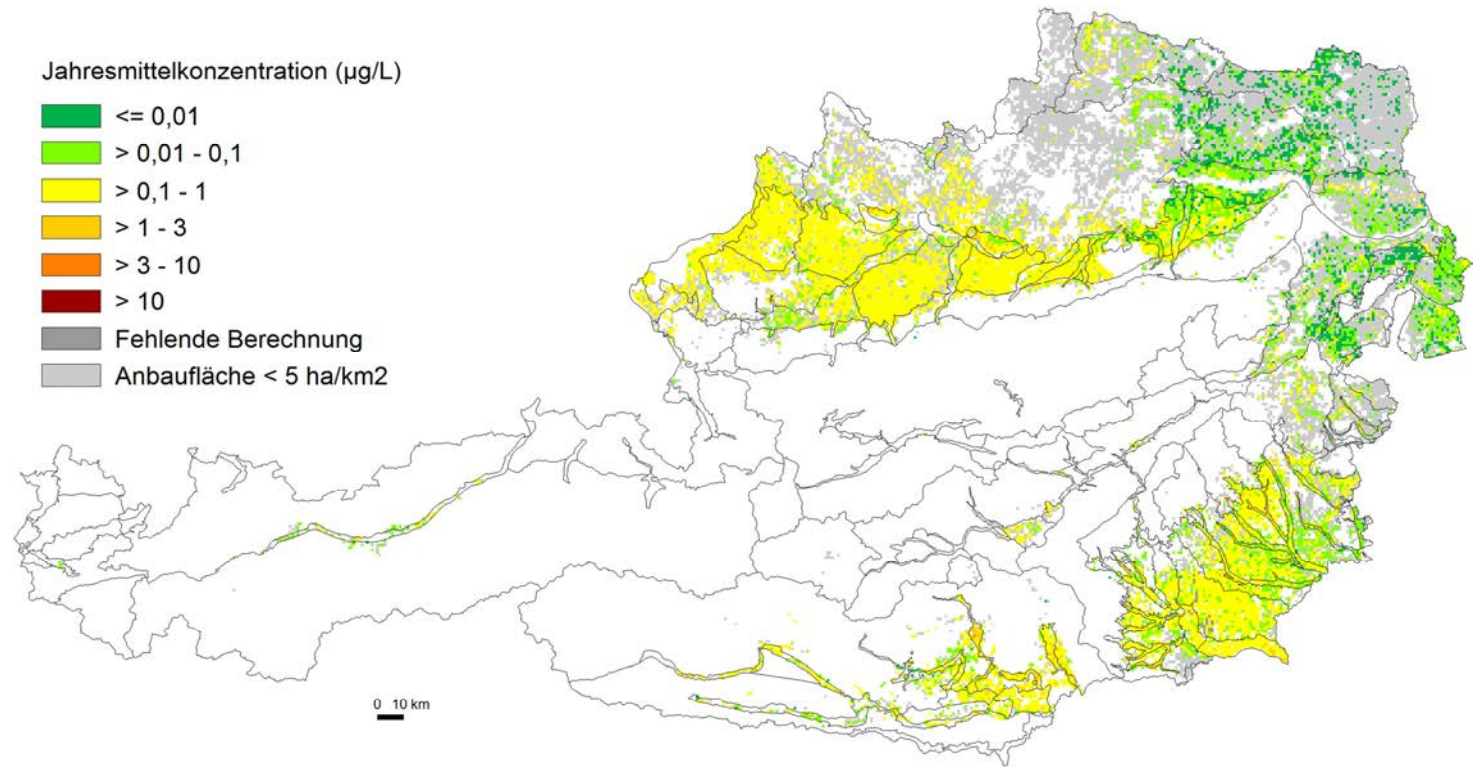 Jahresmittelkonzentration (µg/L)
<= 0,01
> 0,01 - 0,1
> 0,1 - 1
> 1 - 3
> 3 - 10
> 10
Fehlende Berechnung
Anbaufläche < 5 ha/km2
0 10 km